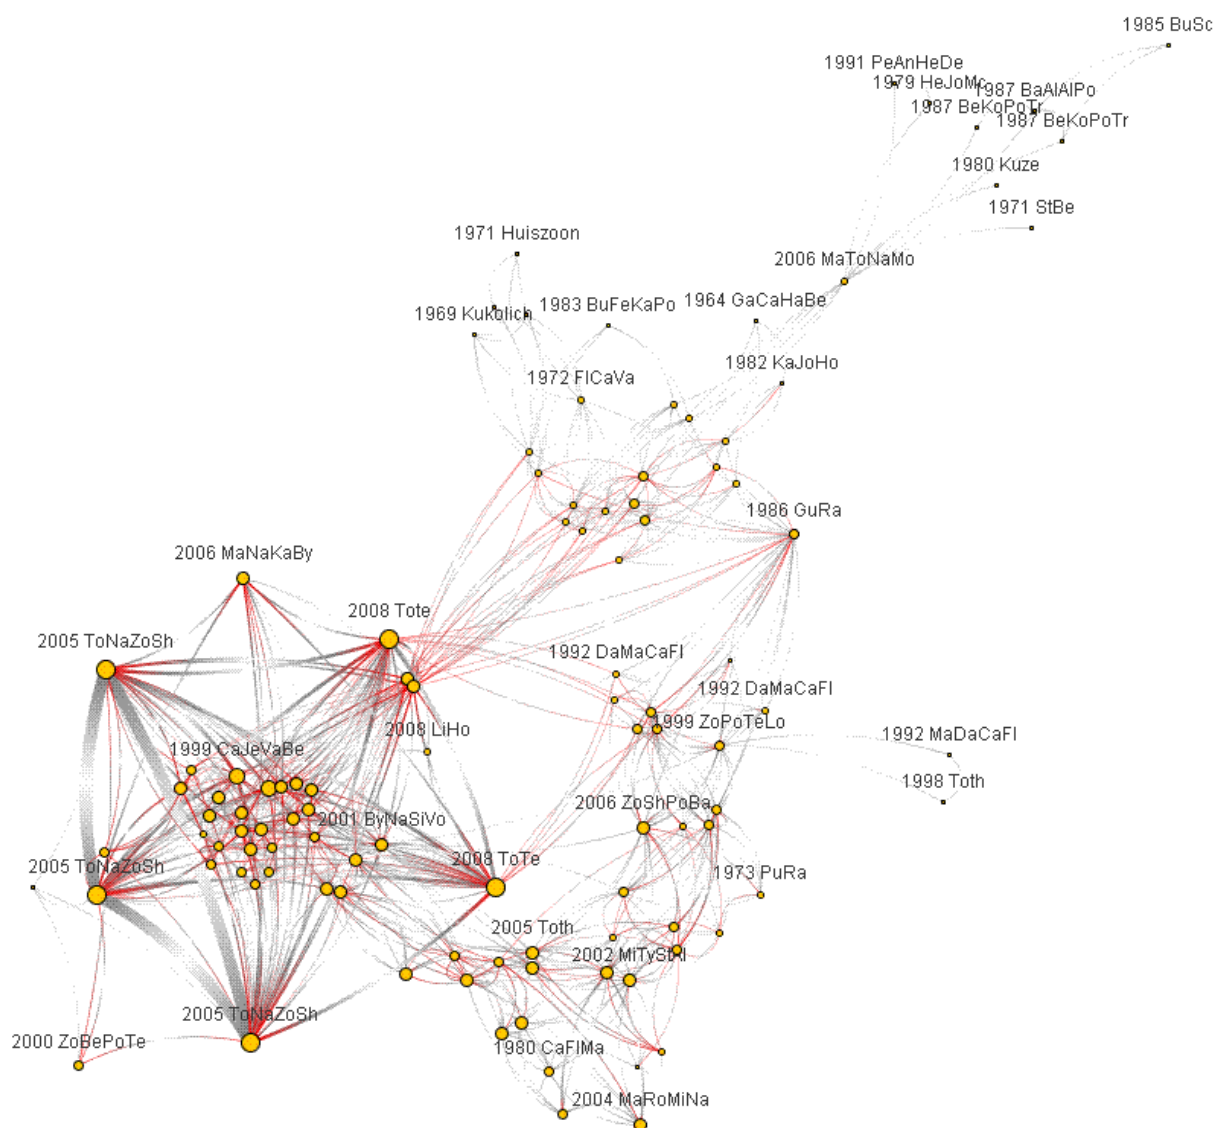 1985 BuSc
1991 PeAnHeDe
1979 HeJoMc
1987 BaAlAlPo
1987 BeKoPoTr
1987 BeKoPoTr
1980 Kuze
1971 StBe
1971 Huiszoon
2006 MaToNaMo
1969 Kukolich
1983 BuFeKaPo
1964 GaCaHaBe
1982 KaJoHo
1972 FlCaVa
1986 GuRa
2006 MaNaKaBy
2008 Tote
2005 ToNaZoSh
1992 DaMaCaFl
1992 DaMaCaFl
1999 ZoPoTeLo
2008 LiHo
1992 MaDaCaFl
1999 CaJeVaBe
1998 Toth
2006 ZoShPoBa
2001 ByNaSiVo
2005 ToNaZoSh
2008 ToTe
1973 PuRa
2005 Toth
2002 MiTyStRi
2005 ToNaZoSh
2000 ZoBePoTe
1980 CaFlMa
2004 MaRoMiNa